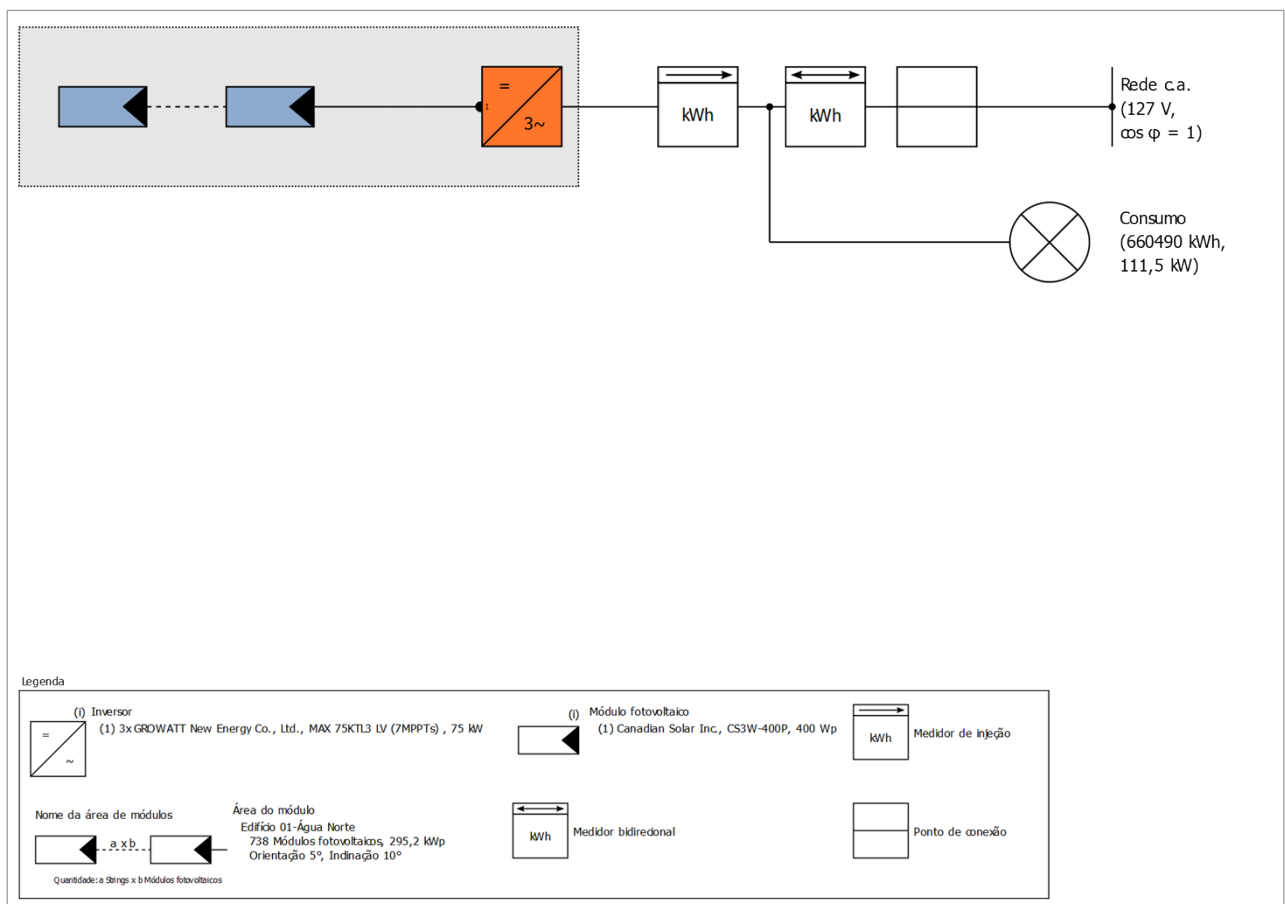 =
1
3~
kWh
kWh
Rede c.a.
(127 V,
cos φ = 1)
Consumo
(660490 kWh,
111,5 kW)
Legenda
(i) Inversor
(1) 3x GROWATT New Energy Co., Ltd., MAX 75KTL3 LV (7MPPTs) , 75 kW
=
~
(i) Módulo fotovoltaico
(1) Canadian Solar Inc., CS3W-400P, 400 Wp
kWh
Medidor de injeção
Nome da área de módulos
a x b
Quantidade: a Strings x b Módulos fotovoltaicos
Área do módulo
Edifício 01-Água Norte
738 Módulos fotovoltaicos, 295,2 kWp
Orientação 5°, Inclinação 10°
kWh
Medidor bidirecional
Ponto de conexão